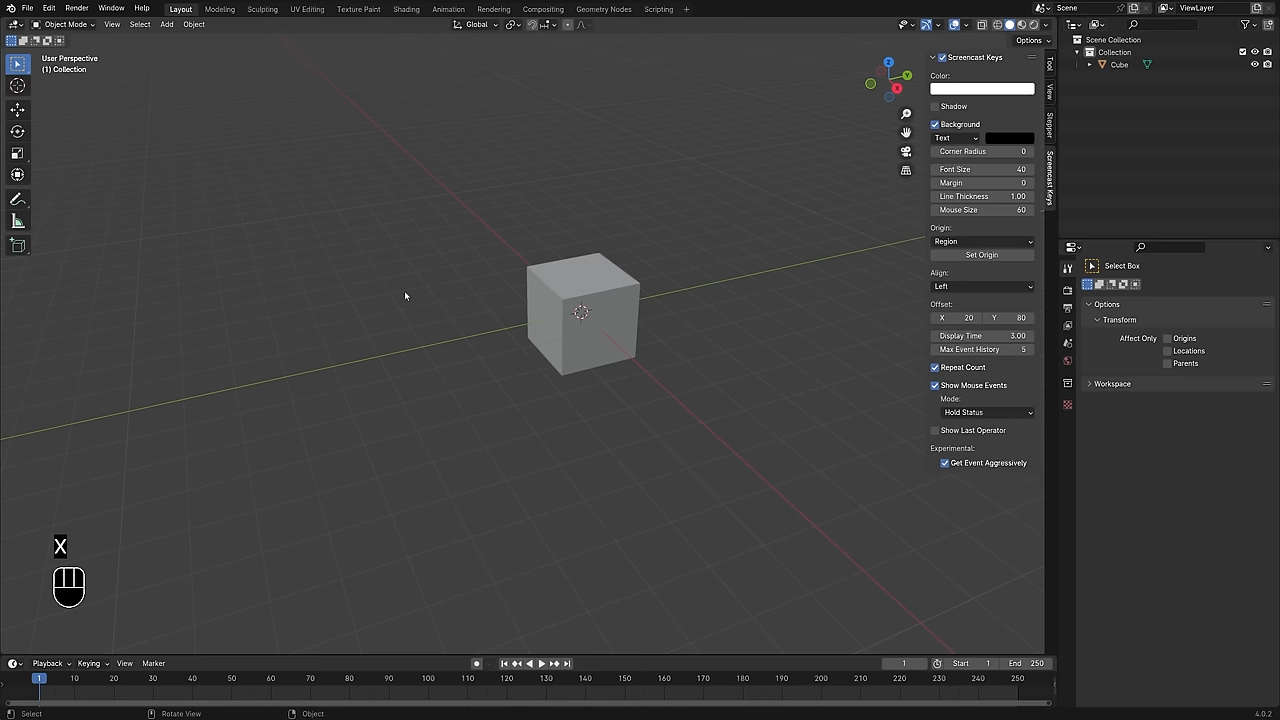 File Edit Render Window Help Layout Modeling Sculpting UV Editing Texture Paint Shading Animation Rendering Compositing Geometry Nodes Scripting + Scene ViewLayer
Object Mode View Select Add Object Global
Options
User Perspective
(1) Collection
Z
Y
X
Screencast Keys
Color:
Shadow
Background
Text
Corner Radius 0
Font Size 40
Margin 0
Line Thickness 1.00
Mouse Size 60
Origin:
Region
Set Origin
Align:
Left
Offset:
X 20 Y 80
Display Time 3.00
Max Event History 5
Repeat Count
Show Mouse Events
Mode:
Hold Status
Show Last Operator
Experimental:
Get Event Aggressively
Tool
View
Stepper
Screencast Keys
Scene Collection
Collection
Cube
Select Box
Options
Transform
Affect Only Origins
Locations
Parents
Workspace
X
Playback Keying View Marker 1 Start 1 End 250
1 10 20 30 40 50 60 70 80 90 100 110 120 130 140 150 160 170 180 190 200 210 220 230 240 250
Select Rotate View Object 4.0.2